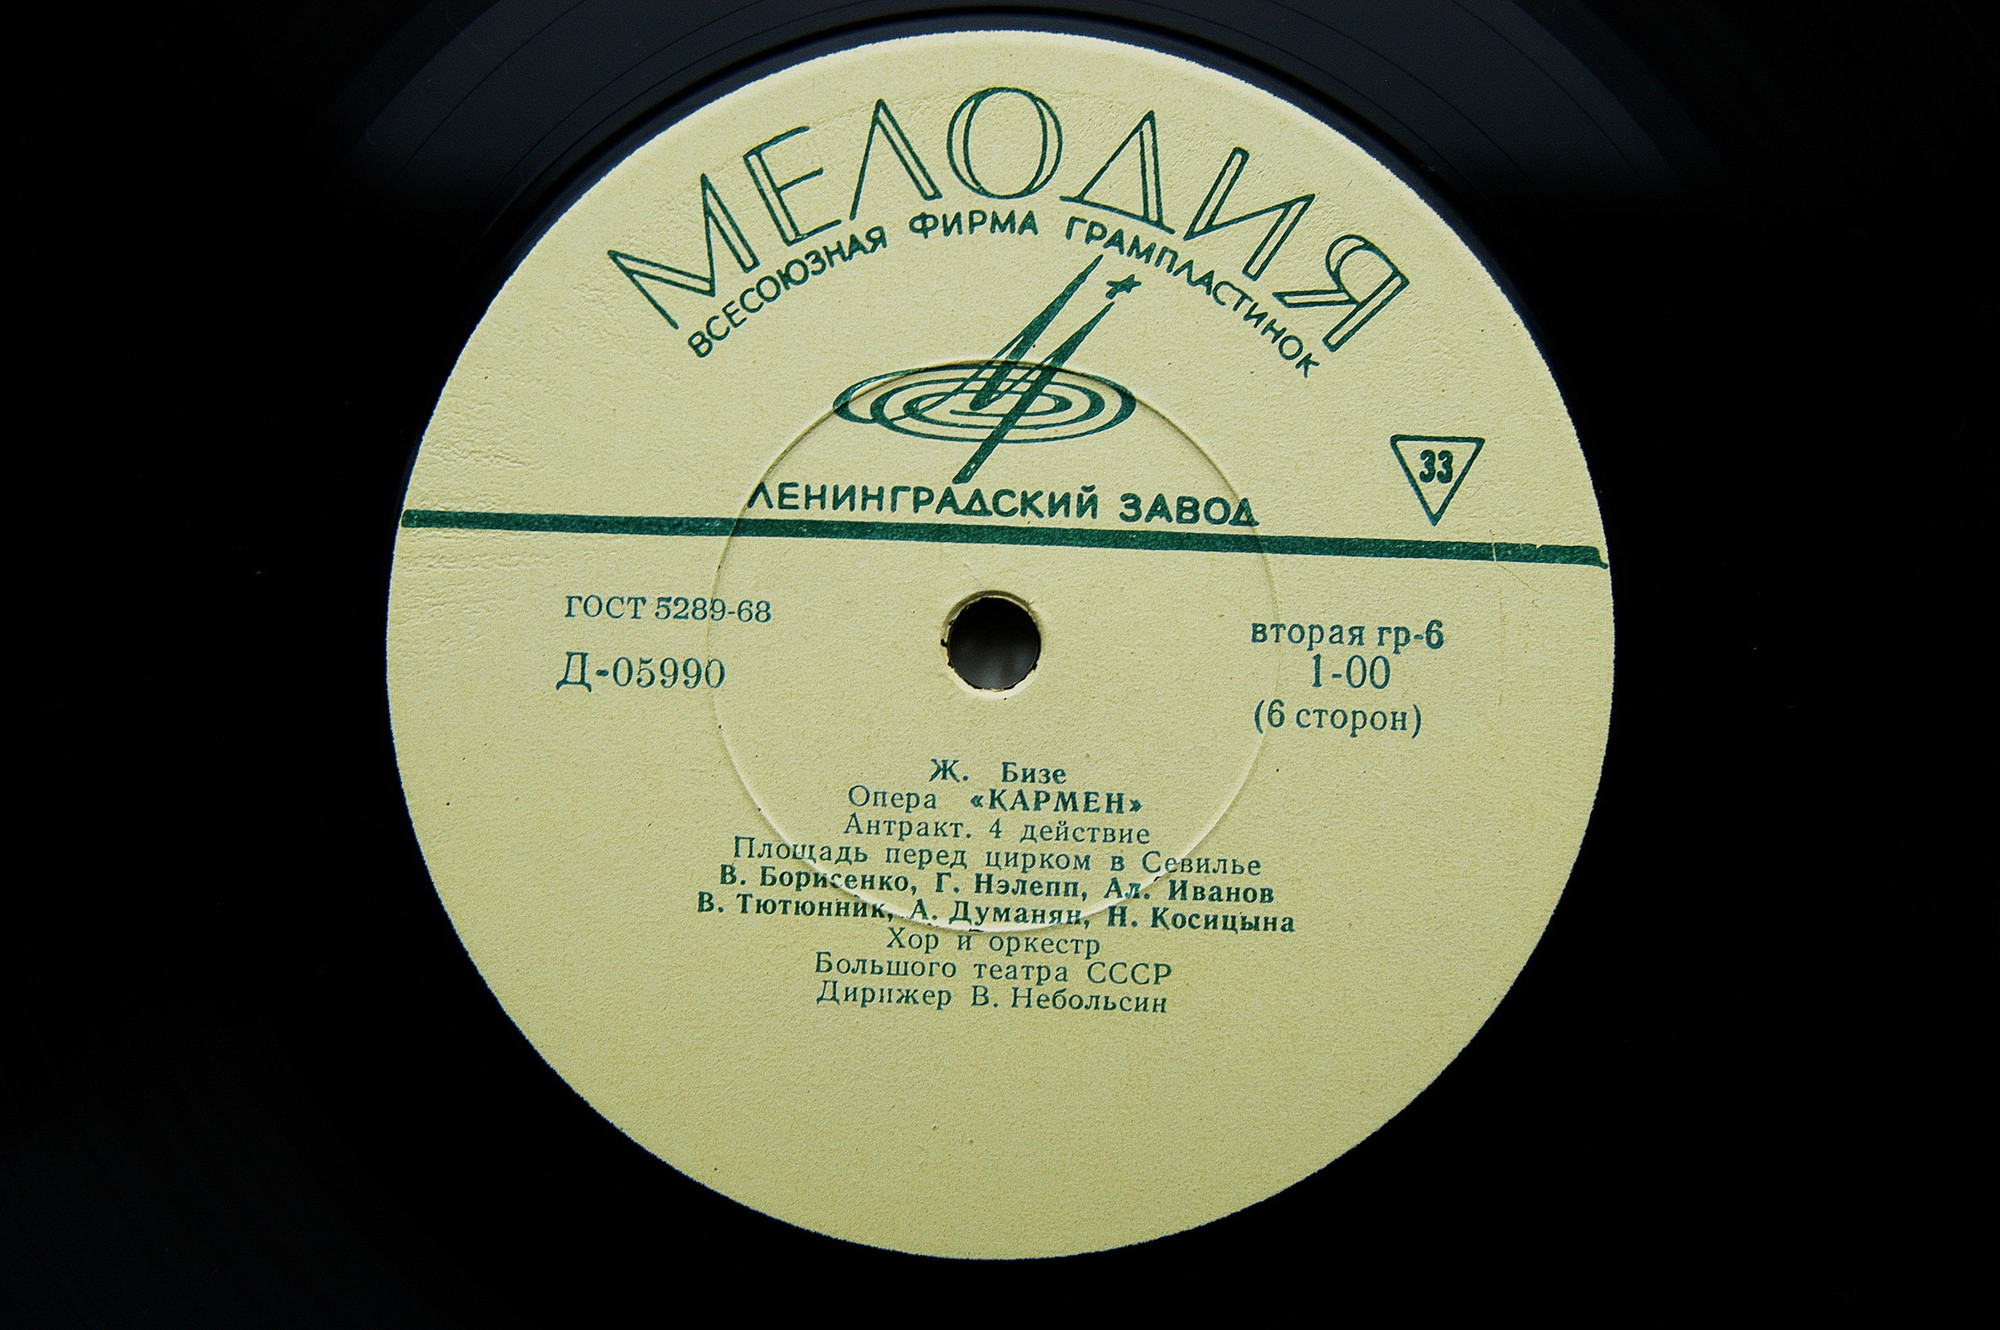 МЕЛОДИЯ
ВСЕСОЮЗНАЯ ФИРМА ГРАМПЛАСТИНОК
33
ЛЕНИНГРАДСКИЙ ЗАВОД
ГОСТ 5289-68
Д-05990
вторая гр-6
1-00
(6 сторон)
Ж. Бизе
Опера «КАРМЕН»
Антракт. 4 действие
Площадь перед цирком в Севилье
В. Борисенко, Г. Нэлепп, Ал. Иванов
В. Тютюнник, А. Думанян, Н. Косицына
Хор и оркестр
Большого театра СССР
Дирижер В. Небольсин